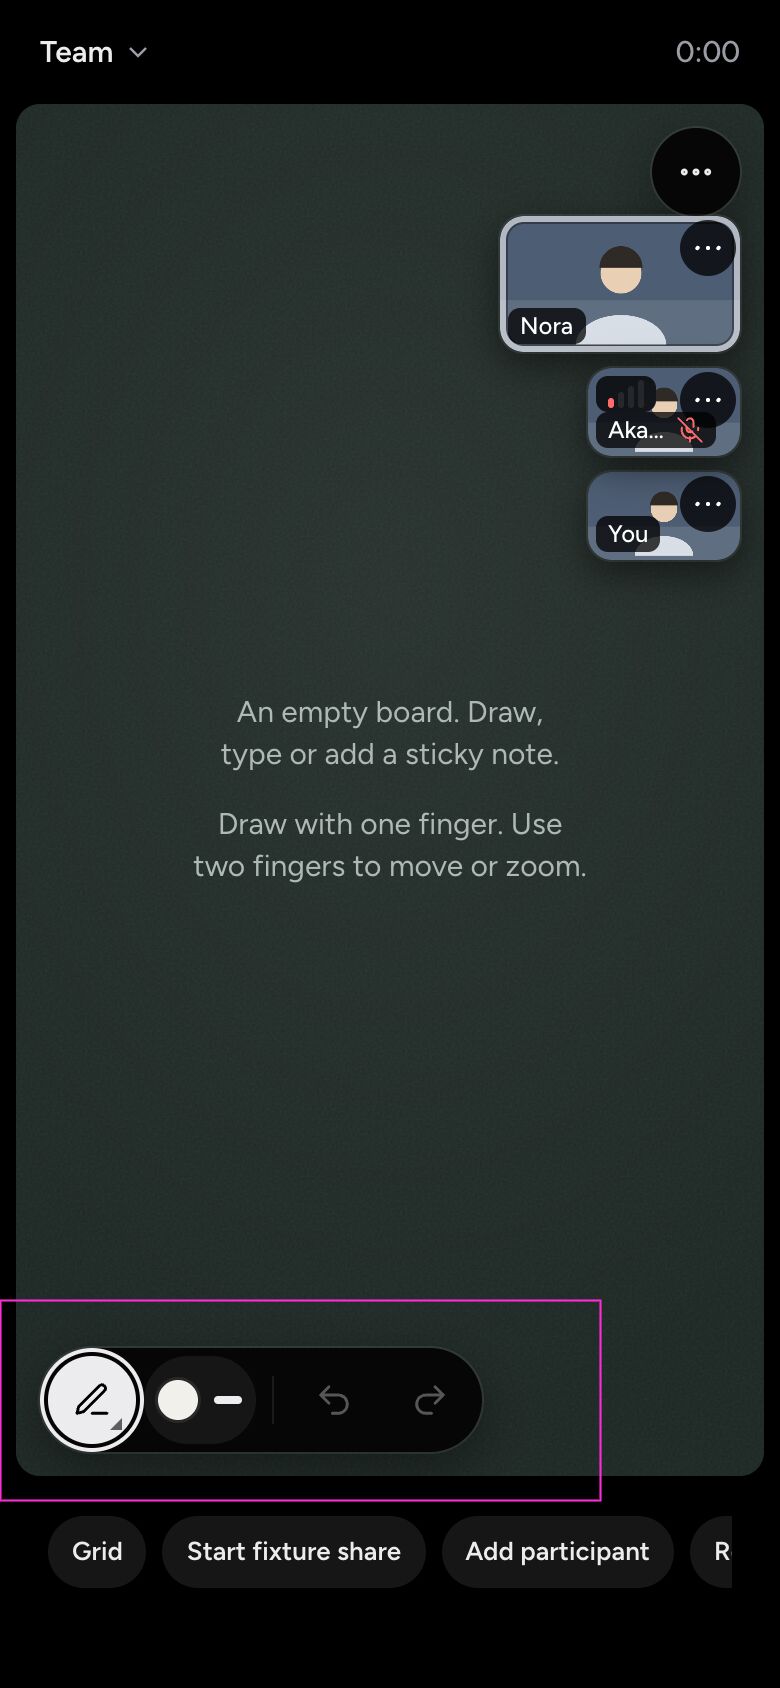 Team
0:00
Nora
Aka...
You
An empty board. Draw,
type or add a sticky note.
Draw with one finger. Use
two fingers to move or zoom.
Grid
Start fixture share
Add participant